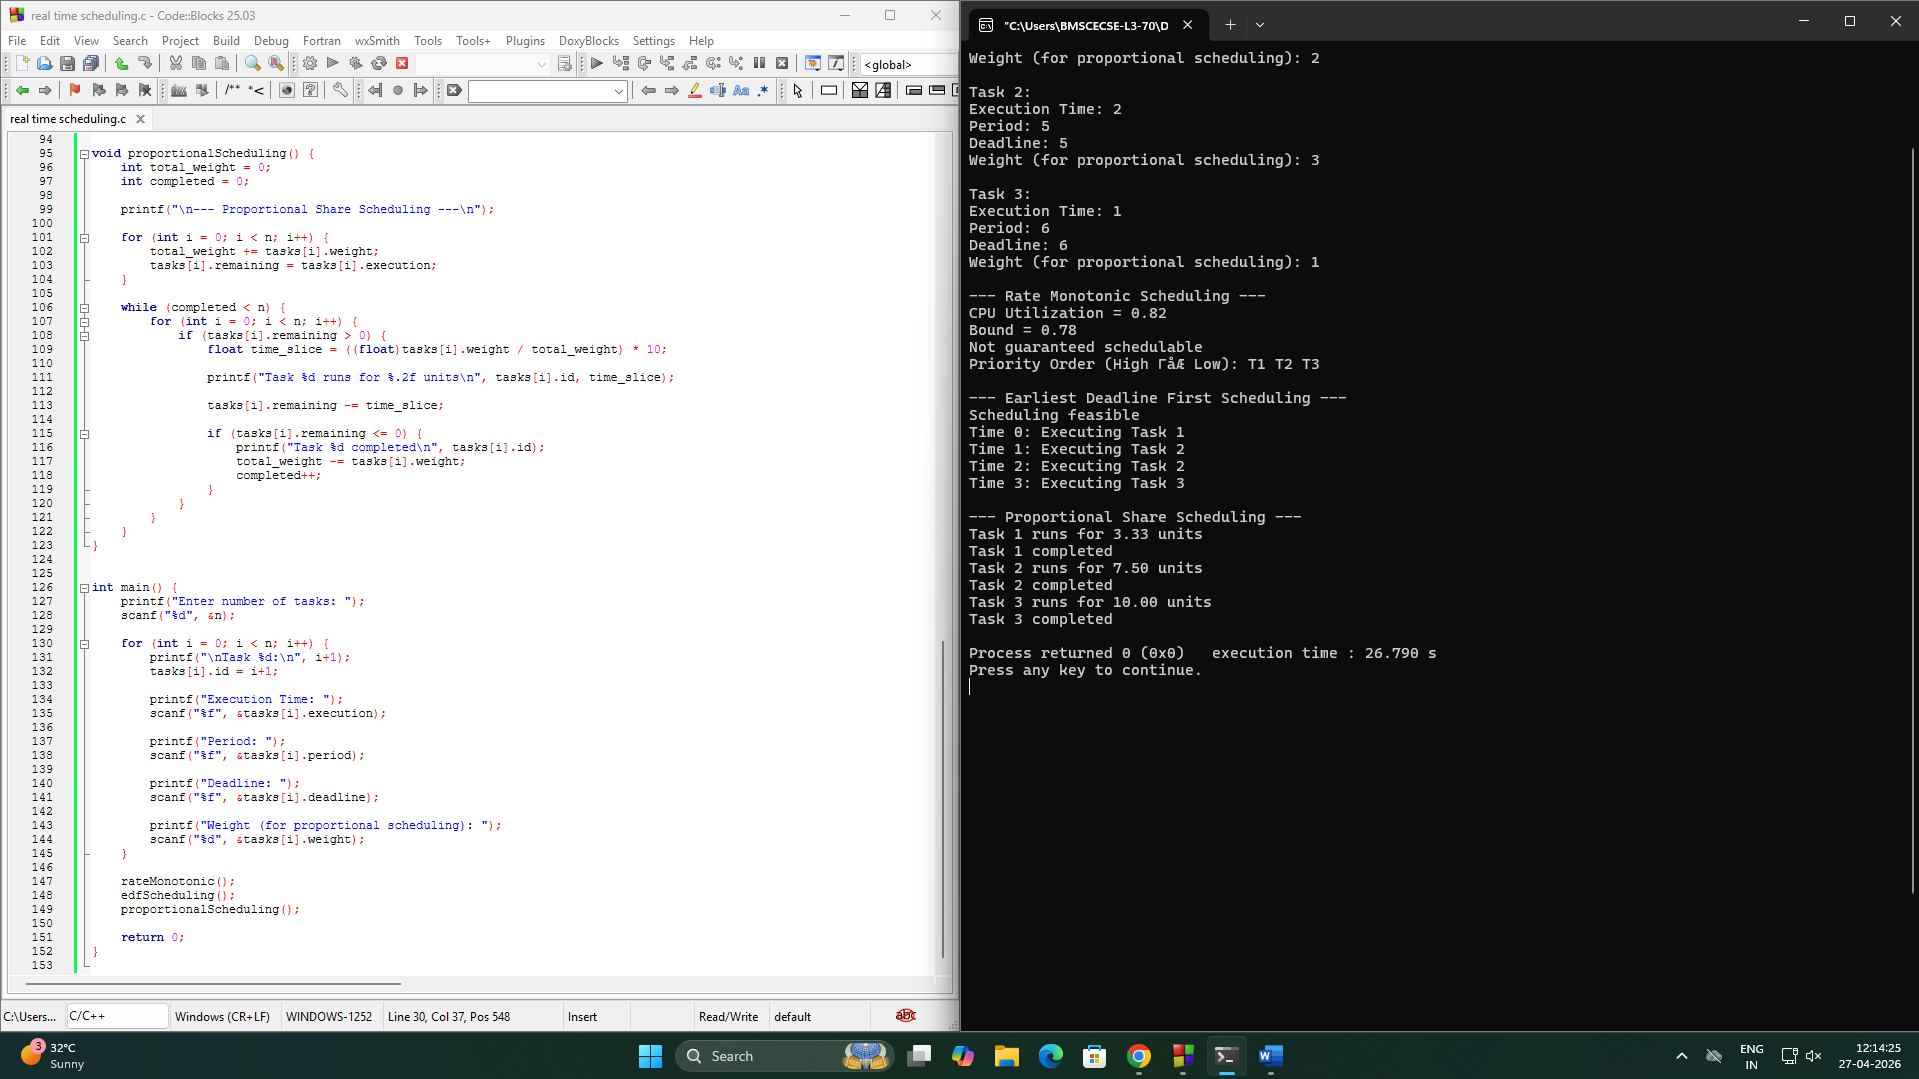 real time scheduling.c - Code::Blocks 25.03
File Edit View Search Project Build Debug Fortran wxSmith Tools Tools+ Plugins DoxyBlocks Settings Help
<global>
/** *<
Aa .*
real time scheduling.c
94
95 void proportionalScheduling() {
96 int total_weight = 0;
97 int completed = 0;
98
99 printf("\n--- Proportional Share Scheduling ---\n");
100
101 for (int i = 0; i < n; i++) {
102 total_weight += tasks[i].weight;
103 tasks[i].remaining = tasks[i].execution;
104 }
105
106 while (completed < n) {
107 for (int i = 0; i < n; i++) {
108 if (tasks[i].remaining > 0) {
109 float time_slice = ((float)tasks[i].weight / total_weight) * 10;
110
111 printf("Task %d runs for %.2f units\n", tasks[i].id, time_slice);
112
113 tasks[i].remaining -= time_slice;
114
115 if (tasks[i].remaining <= 0) {
116 printf("Task %d completed\n", tasks[i].id);
117 total_weight -= tasks[i].weight;
118 completed++;
119 }
120 }
121 }
122 }
123 }
124
125
126 int main() {
127 printf("Enter number of tasks: ");
128 scanf("%d", &n);
129
130 for (int i = 0; i < n; i++) {
131 printf("\nTask %d:\n", i+1);
132 tasks[i].id = i+1;
133
134 printf("Execution Time: ");
135 scanf("%f", &tasks[i].execution);
136
137 printf("Period: ");
138 scanf("%f", &tasks[i].period);
139
140 printf("Deadline: ");
141 scanf("%f", &tasks[i].deadline);
142
143 printf("Weight (for proportional scheduling): ");
144 scanf("%d", &tasks[i].weight);
145 }
146
147 rateMonotonic();
148 edfScheduling();
149 proportionalScheduling();
150
151 return 0;
152 }
153
C:\Users... C/C++ Windows (CR+LF) WINDOWS-1252 Line 30, Col 37, Pos 548 Insert Read/Write default abc
"C:\Users\BMSCECSE-L3-70\D
Weight (for proportional scheduling): 2
Task 2:
Execution Time: 2
Period: 5
Deadline: 5
Weight (for proportional scheduling): 3
Task 3:
Execution Time: 1
Period: 6
Deadline: 6
Weight (for proportional scheduling): 1
--- Rate Monotonic Scheduling ---
CPU Utilization = 0.82
Bound = 0.78
Not guaranteed schedulable
Priority Order (High ΓåÆ Low): T1 T2 T3
--- Earliest Deadline First Scheduling ---
Scheduling feasible
Time 0: Executing Task 1
Time 1: Executing Task 2
Time 2: Executing Task 2
Time 3: Executing Task 3
--- Proportional Share Scheduling ---
Task 1 runs for 3.33 units
Task 1 completed
Task 2 runs for 7.50 units
Task 2 completed
Task 3 runs for 10.00 units
Task 3 completed
Process returned 0 (0x0) execution time : 26.790 s
Press any key to continue.
3 32°C
Sunny
Search
ENG
IN
12:14:25
27-04-2026